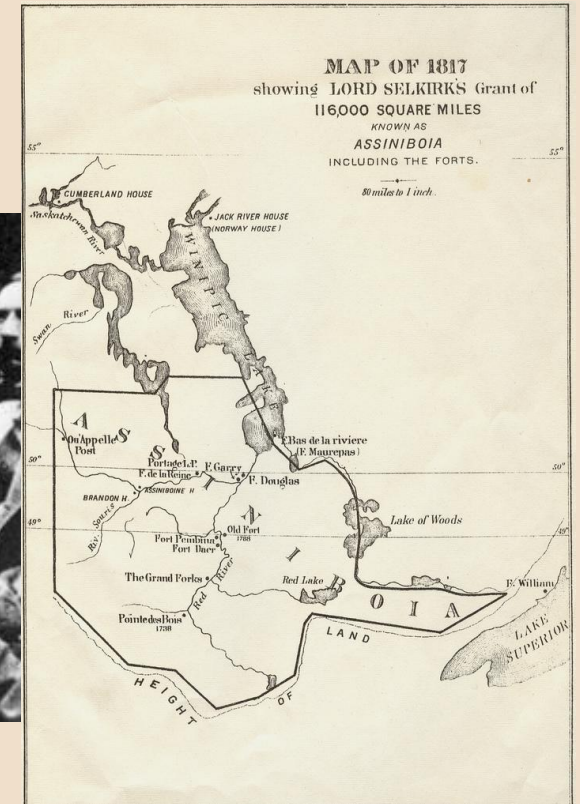 MAP OF 1817
showing LORD SELKIRK'S Grant of
116,000 SQUARE MILES
KNOWN AS
ASSINIBOIA
INCLUDING THE FORTS.
80 miles to 1 inch.
55°
55°
CUMBERLAND HOUSE
Saskatchewan River
JACK RIVER HOUSE
(NORWAY HOUSE)
WINIPIC LAKE
Swan River
ASSINIBOIA
Qu'Appelle
Post
F. Bas de la riviere
(F. Maurepas)
Portage L.P.
F. de la Reine
F. Garry
F. Douglas
50°
50°
BRANDON H.
ASSINIBOINE H
Riv. Souris
Lake of Woods
49°
49°
Old Fort
1788
Fort Pembina
Fort Daer
The Grand Forks
Red River
Red Lake
F. William
Pointe des Bois
1738
LAKE
SUPERIOR
HEIGHT OF LAND